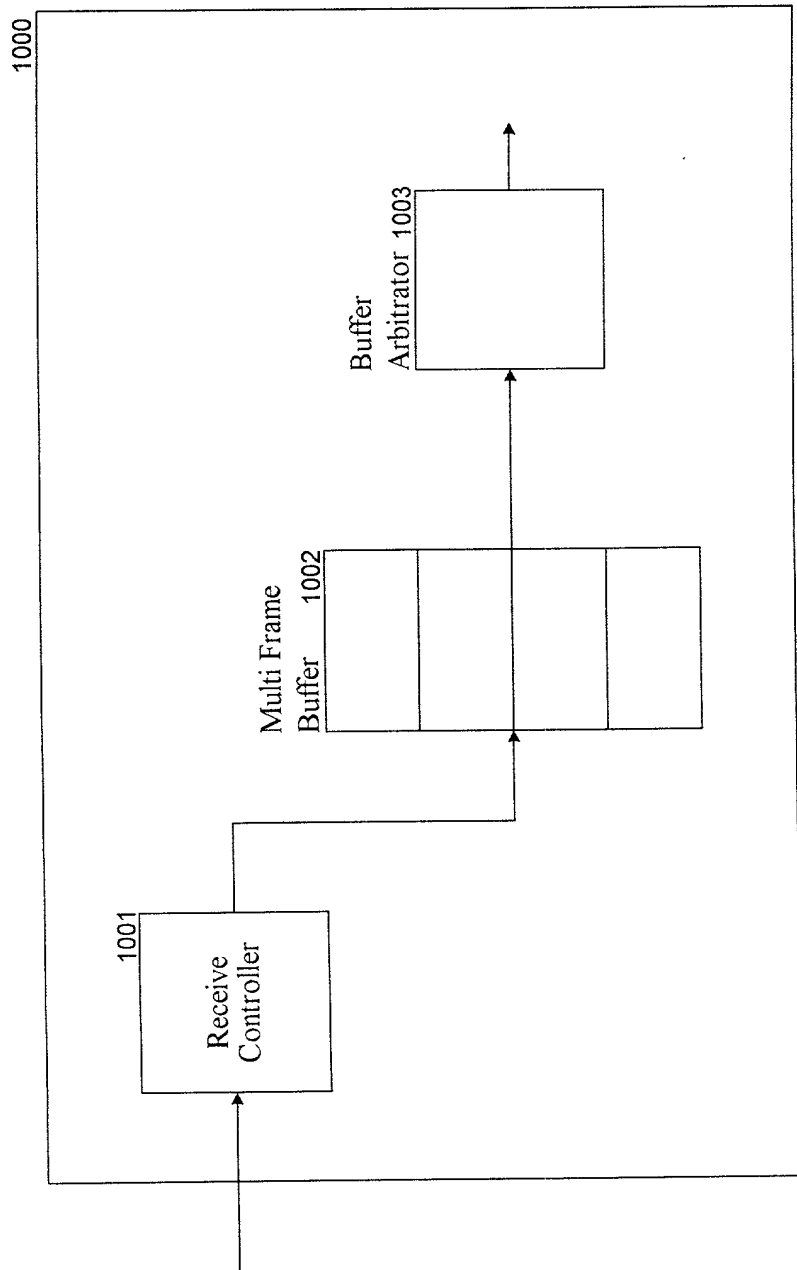 1000
1001
Receive
Controller
Multi Frame
Buffer 1002
Buffer
Arbitrator 1003